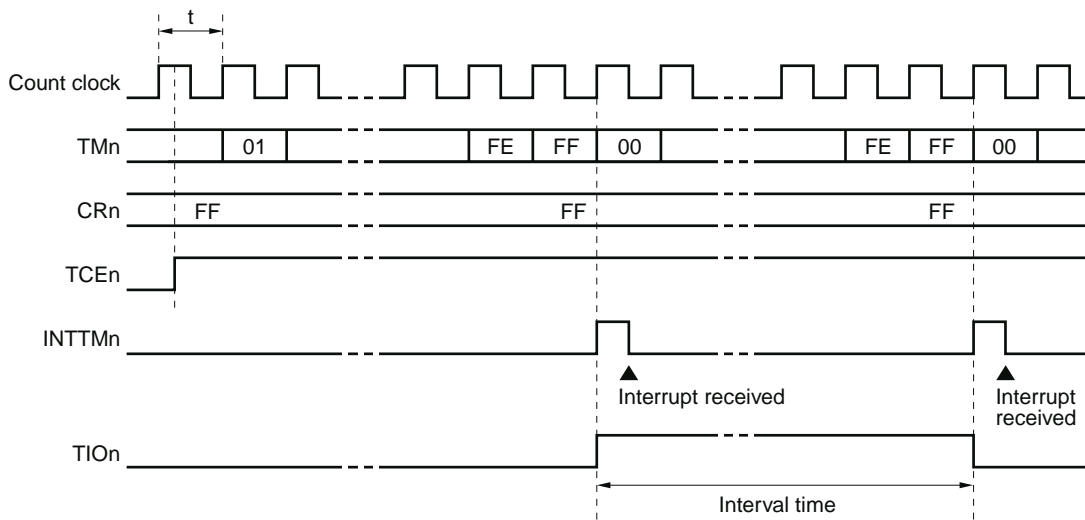 t
Count clock
TMn 01 FE FF 00 FE FF 00
CRn FF FF FF
TCEn
INTTMn
Interrupt received Interrupt
received
TIOn
Interval time